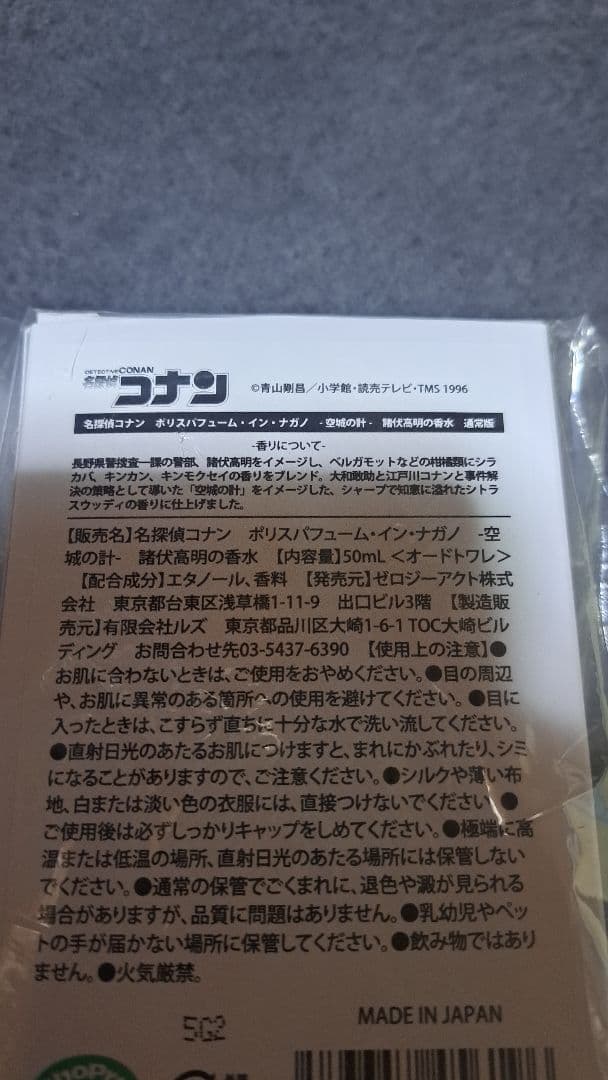 DETECTIVE CONAN
名探偵コナン
©青山剛昌／小学館・読売テレビ・TMS 1996
名探偵コナン ポリスパフューム・イン・ナガノ -空城の計- 諸伏高明の香水 通常版
-香りについて-
長野県警捜査一課の警部、諸伏高明をイメージし、ベルガモットなどの柑橘類にシラ
カバ、キンカン、キンモクセイの香りをブレンド。大和敢助と江戸川コナンと事件解
決の策略として導いた「空城の計」をイメージした、シャープで知恵に溢れたシトラ
スウッディの香りに仕上げました。
【販売名】名探偵コナン ポリスパフューム・イン・ナガノ -空
城の計- 諸伏高明の香水 【内容量】50mL ＜オードトワレ＞
【配合成分】エタノール、香料 【発売元】ゼロジーアクト株式
会社 東京都台東区浅草橋1-11-9 出口ビル3階 【製造販
売元】有限会社ルズ 東京都品川区大崎1-6-1 TOC大崎ビル
ディング お問合わせ先03-5437-6390 【使用上の注意】●
お肌に合わないときは、ご使用をおやめください。●目の周辺
や、お肌に異常のある箇所への使用を避けてください。●目に
入ったときは、こすらず直ちに十分な水で洗い流してください。
●直射日光のあたるお肌につけますと、まれにかぶれたり、シミ
になることがありますので、ご注意ください。●シルクや薄い布
地、白または淡い色の衣服には、直接つけないでください。●
ご使用後は必ずしっかりキャップをしめてください。●極端に高
温または低温の場所、直射日光のあたる場所には保管しない
でください。●通常の保管でごくまれに、退色や澱が見られる
場合がありますが、品質に問題はありません。●乳幼児やペッ
トの手が届かない場所に保管してください。●飲み物ではあり
ません。●火気厳禁。
5G2
MADE IN JAPAN